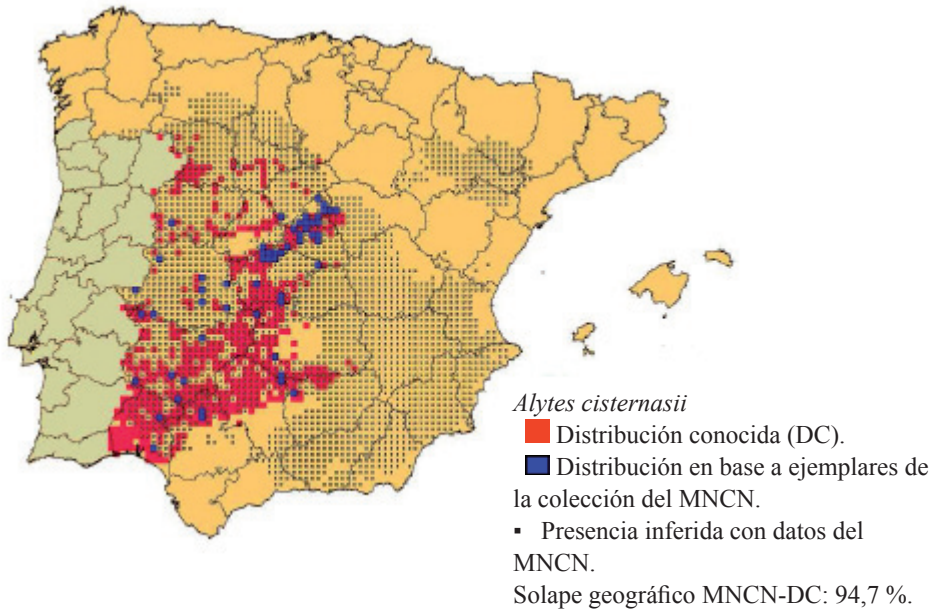 Alytes cisternasii
Distribución conocida (DC).
Distribución en base a ejemplares de
la colección del MNCN.
▪ Presencia inferida con datos del
MNCN.
Solape geográfico MNCN-DC: 94,7 %.